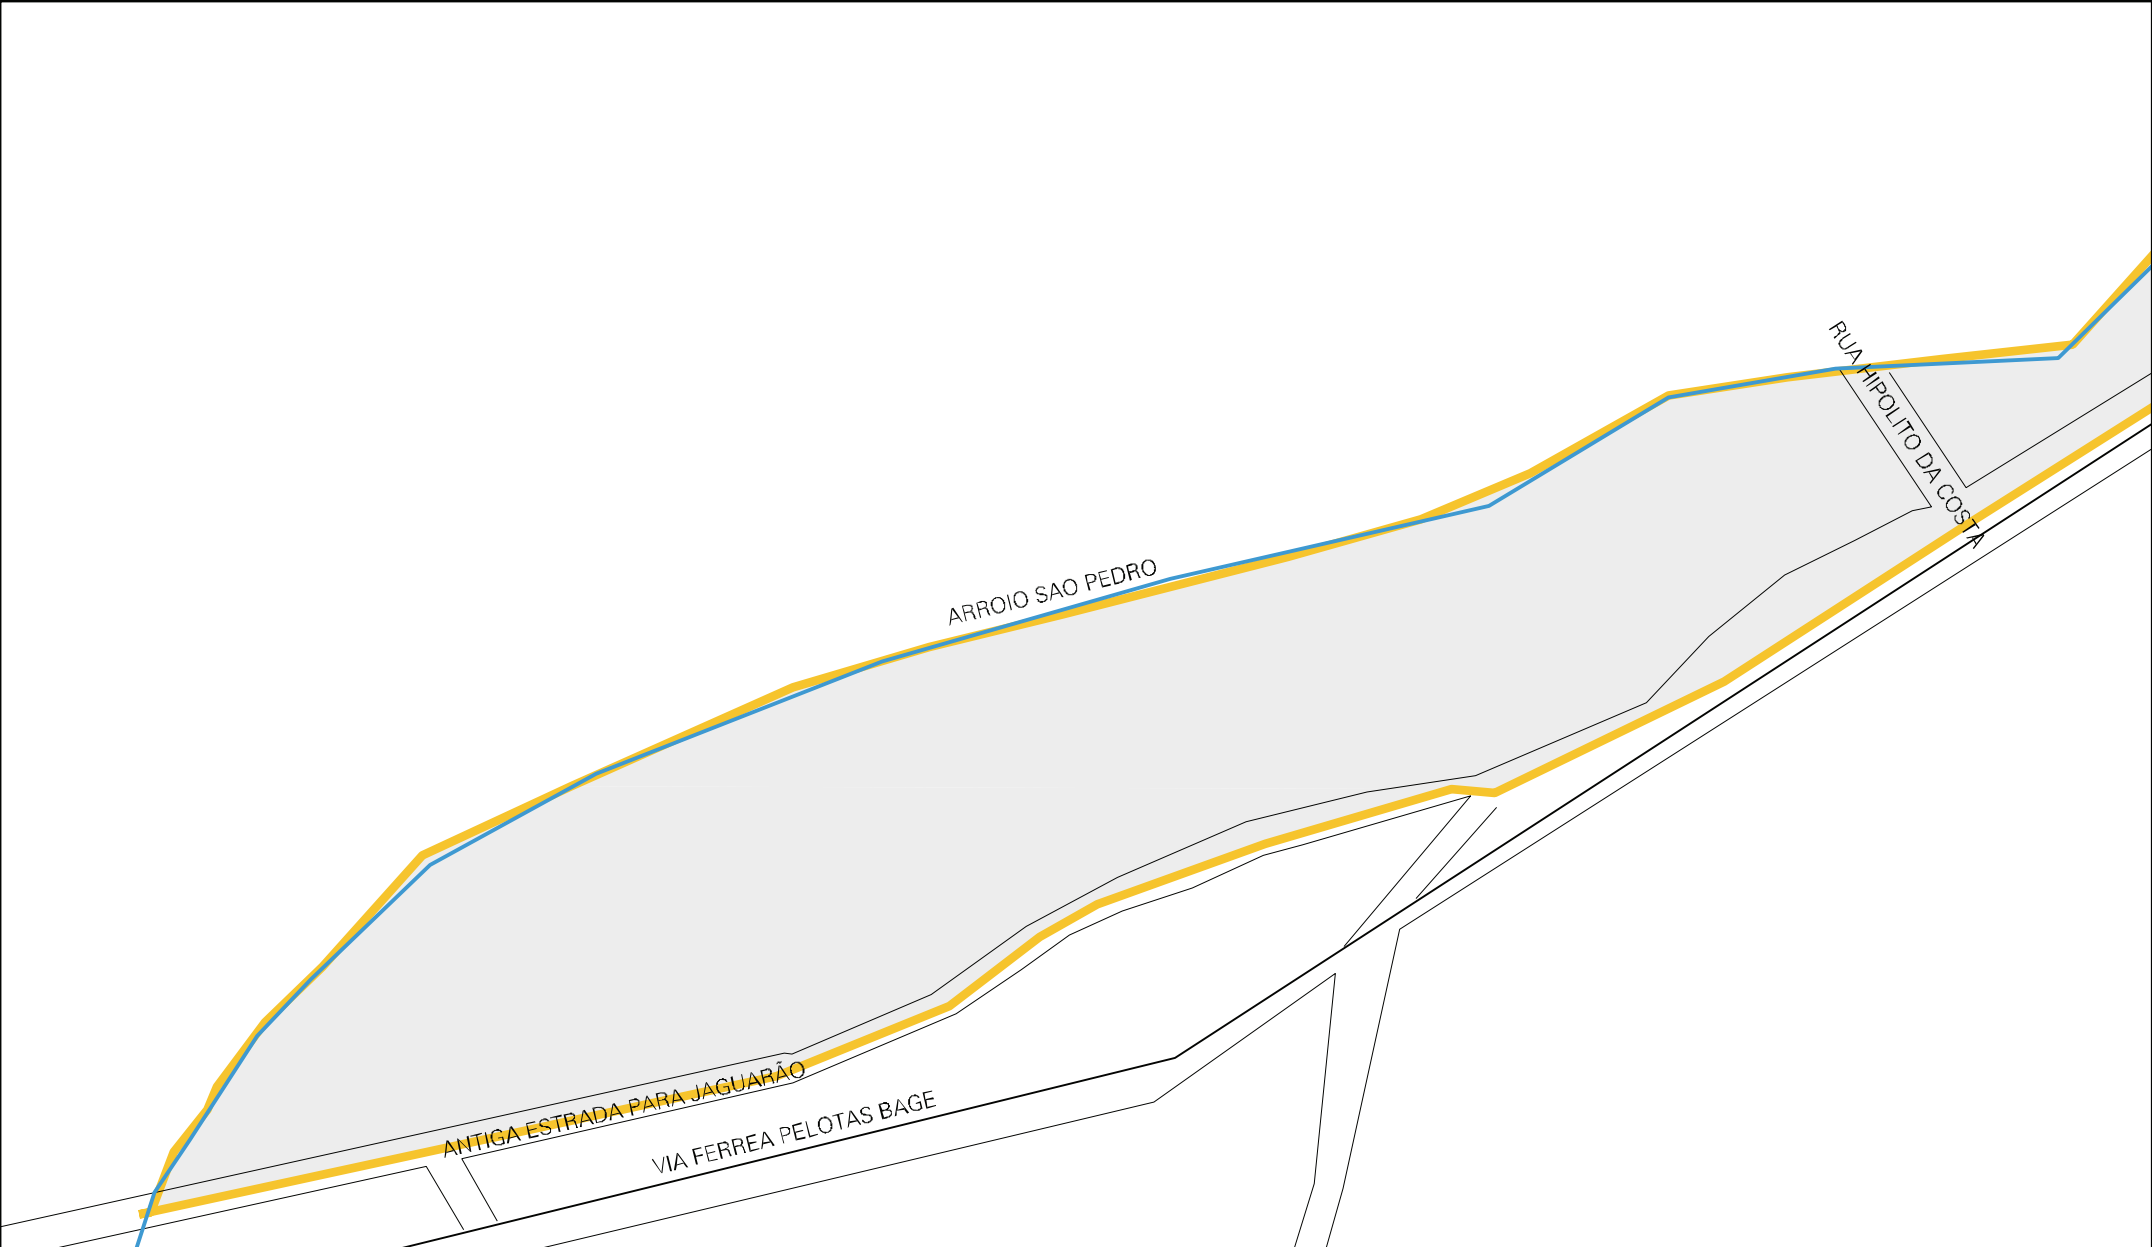 RUA HIPOLITO DA COSTA
ARROIO SAO PEDRO
ANTIGA ESTRADA PARA JAGUARÃO
VIA FERREA PELOTAS BAGE